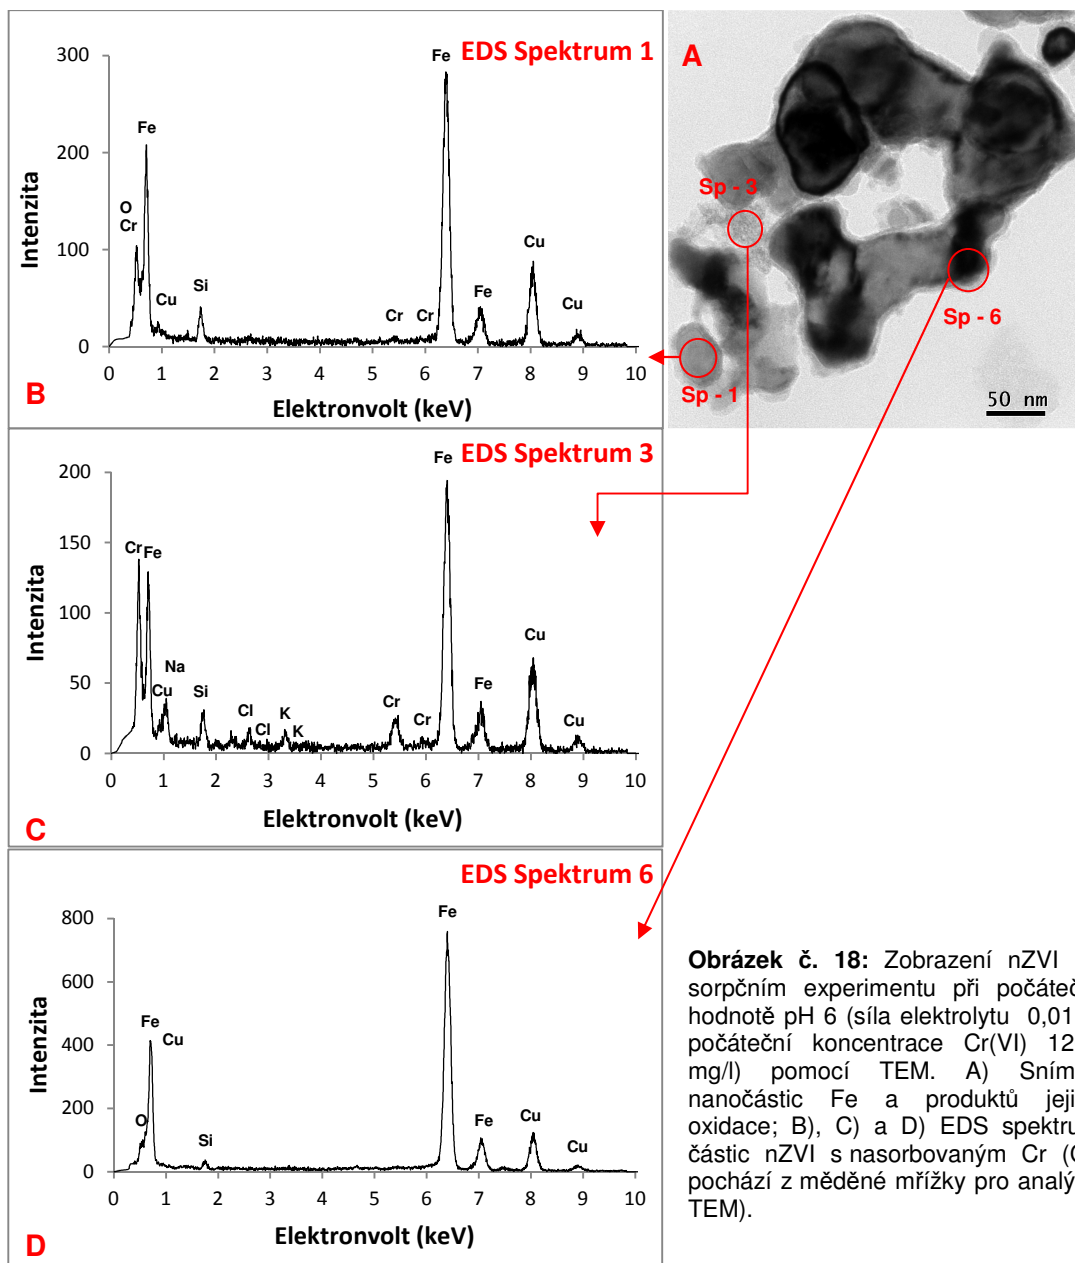 EDS Spektrum 1
Intenzita
300
200
100
0
O
Cr
Fe
Cu
Si
Cr
Cr
Fe
Fe
Cu
Cu
0 1 2 3 4 5 6 7 8 9 10
Elektronvolt (keV)
B
A
Sp - 3
Sp - 6
Sp - 1
50 nm
EDS Spektrum 3
Intenzita
200
150
100
50
0
Cr
Fe
Na
Cu
Si
Cl
Cl
K
K
Cr
Cr
Fe
Fe
Cu
Cu
0 1 2 3 4 5 6 7 8 9 10
Elektronvolt (keV)
C
EDS Spektrum 6
Intenzita
800
600
400
200
0
Fe
Cu
O
Si
Fe
Fe
Cu
Cu
0 1 2 3 4 5 6 7 8 9 10
Elektronvolt (keV)
D
Obrázek č. 18: Zobrazení nZVI
sorpčním experimentu při počáteč
hodnotě pH 6 (síla elektrolytu 0,01
počáteční koncentrace Cr(VI) 12
mg/l) pomocí TEM. A) Sním
nanočástic Fe a produktů jeji
oxidace; B), C) a D) EDS spektru
částic nZVI s nasorbovaným Cr (C
pochází z měděné mřížky pro analý
TEM).